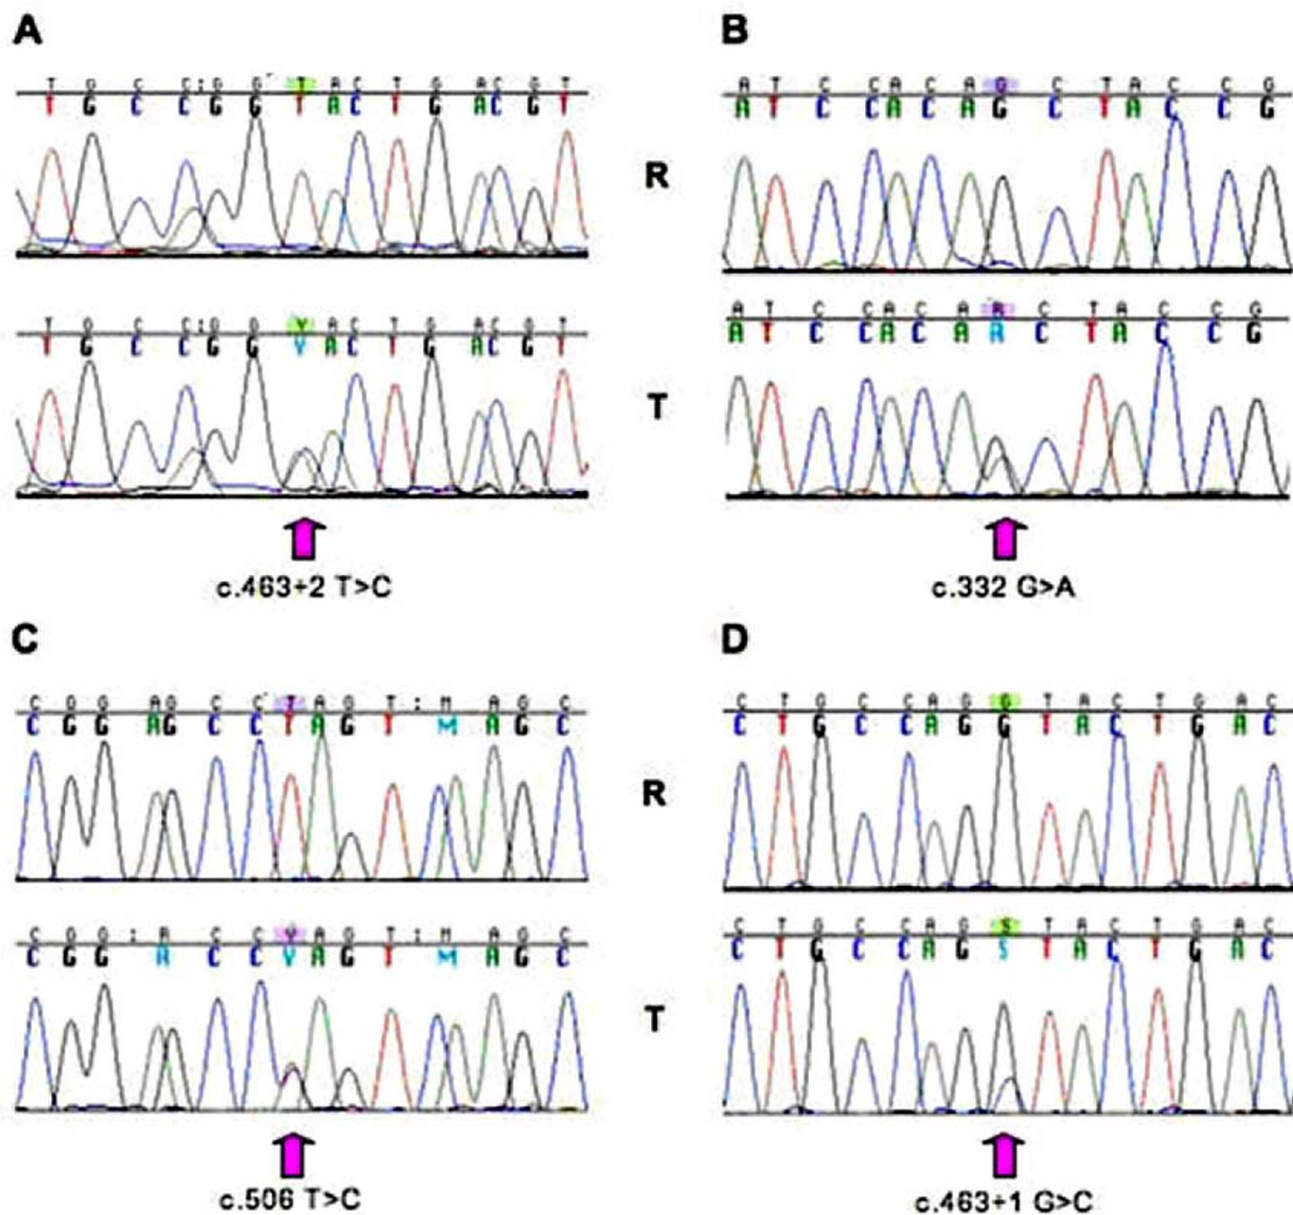 A
T G C C : G G T A C T G A C G T
T G C C G G T A C T G A C G T
R
T G C C : G G Y A C T G A C G T
T G C C G G Y A C T G A C G T
T
c.463+2 T>C
B
A T C C A C A G C T A C C G
A T C C A C A G C T A C C G
A T C C A C A R C T A C C G
A T C C A C A R C T A C C G
c.332 G>A
C
C G G A G C C T A G T : M A G C
C G G A G C C T A G T M A G C
R
C G G : R C C Y A G T : M A G C
C G G R C C Y A G T M A G C
T
c.506 T>C
D
C T G C C A G G T A C T G A C
C T G C C A G G T A C T G A C
C T G C C A G S T A C T G A C
C T G C C A G S T A C T G A C
c.463+1 G>C